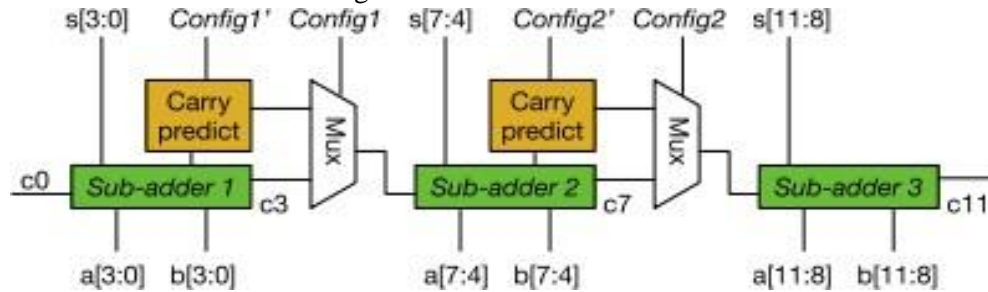 s[3:0] Config1' Config1 s[7:4] Config2' Config2 s[11:8]
Carry predict Mux Carry predict Mux
c0 Sub-adder 1 c3 Sub-adder 2 c7 Sub-adder 3 c11
a[3:0] b[3:0] a[7:4] b[7:4] a[11:8] b[11:8]